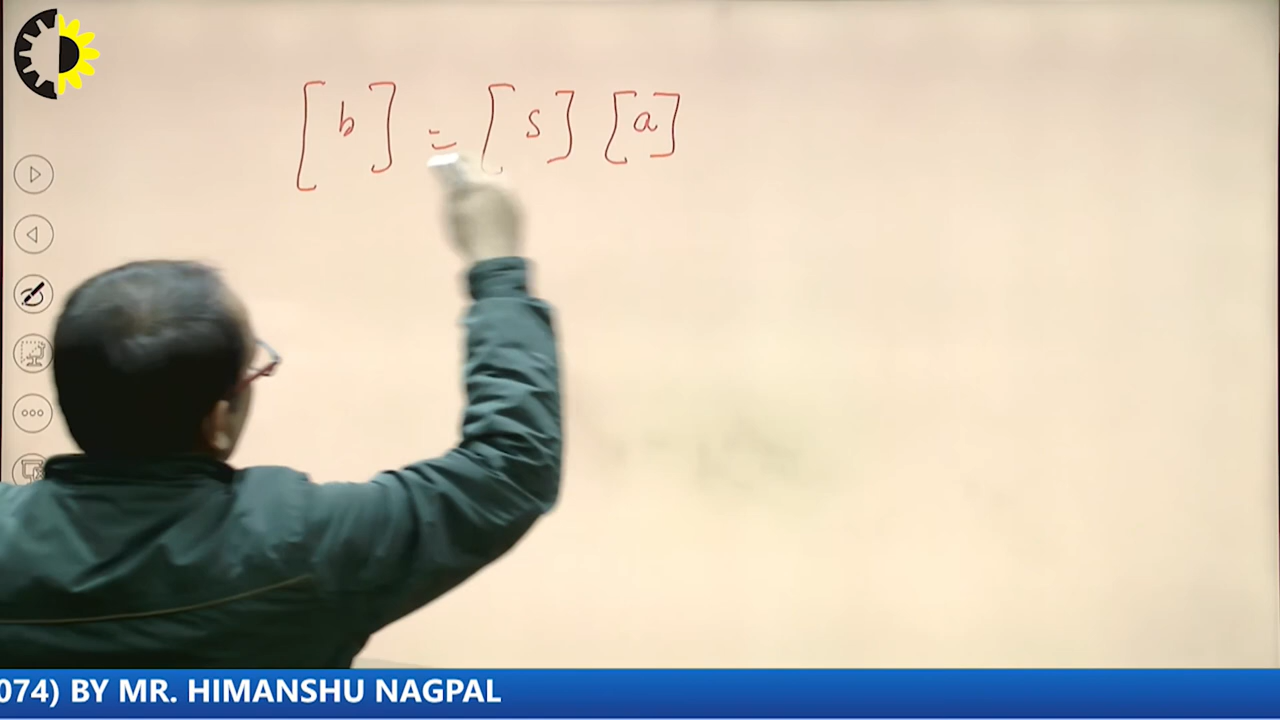 [b] = [s] [a]
074) BY MR. HIMANSHU NAGPAL